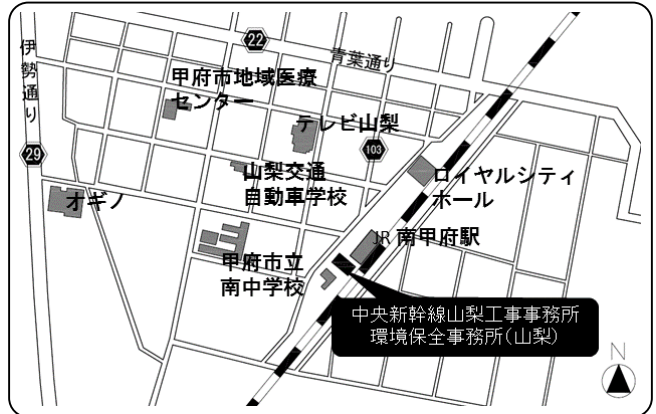 22
青葉通り
伊勢通り
甲府市地域医療
センター
テレビ山梨
103
29
山梨交通
自動車学校
ロイヤルシティ
ホール
オギノ
JR 南甲府駅
甲府市立
南中学校
中央新幹線山梨工事事務所
環境保全事務所(山梨)
N